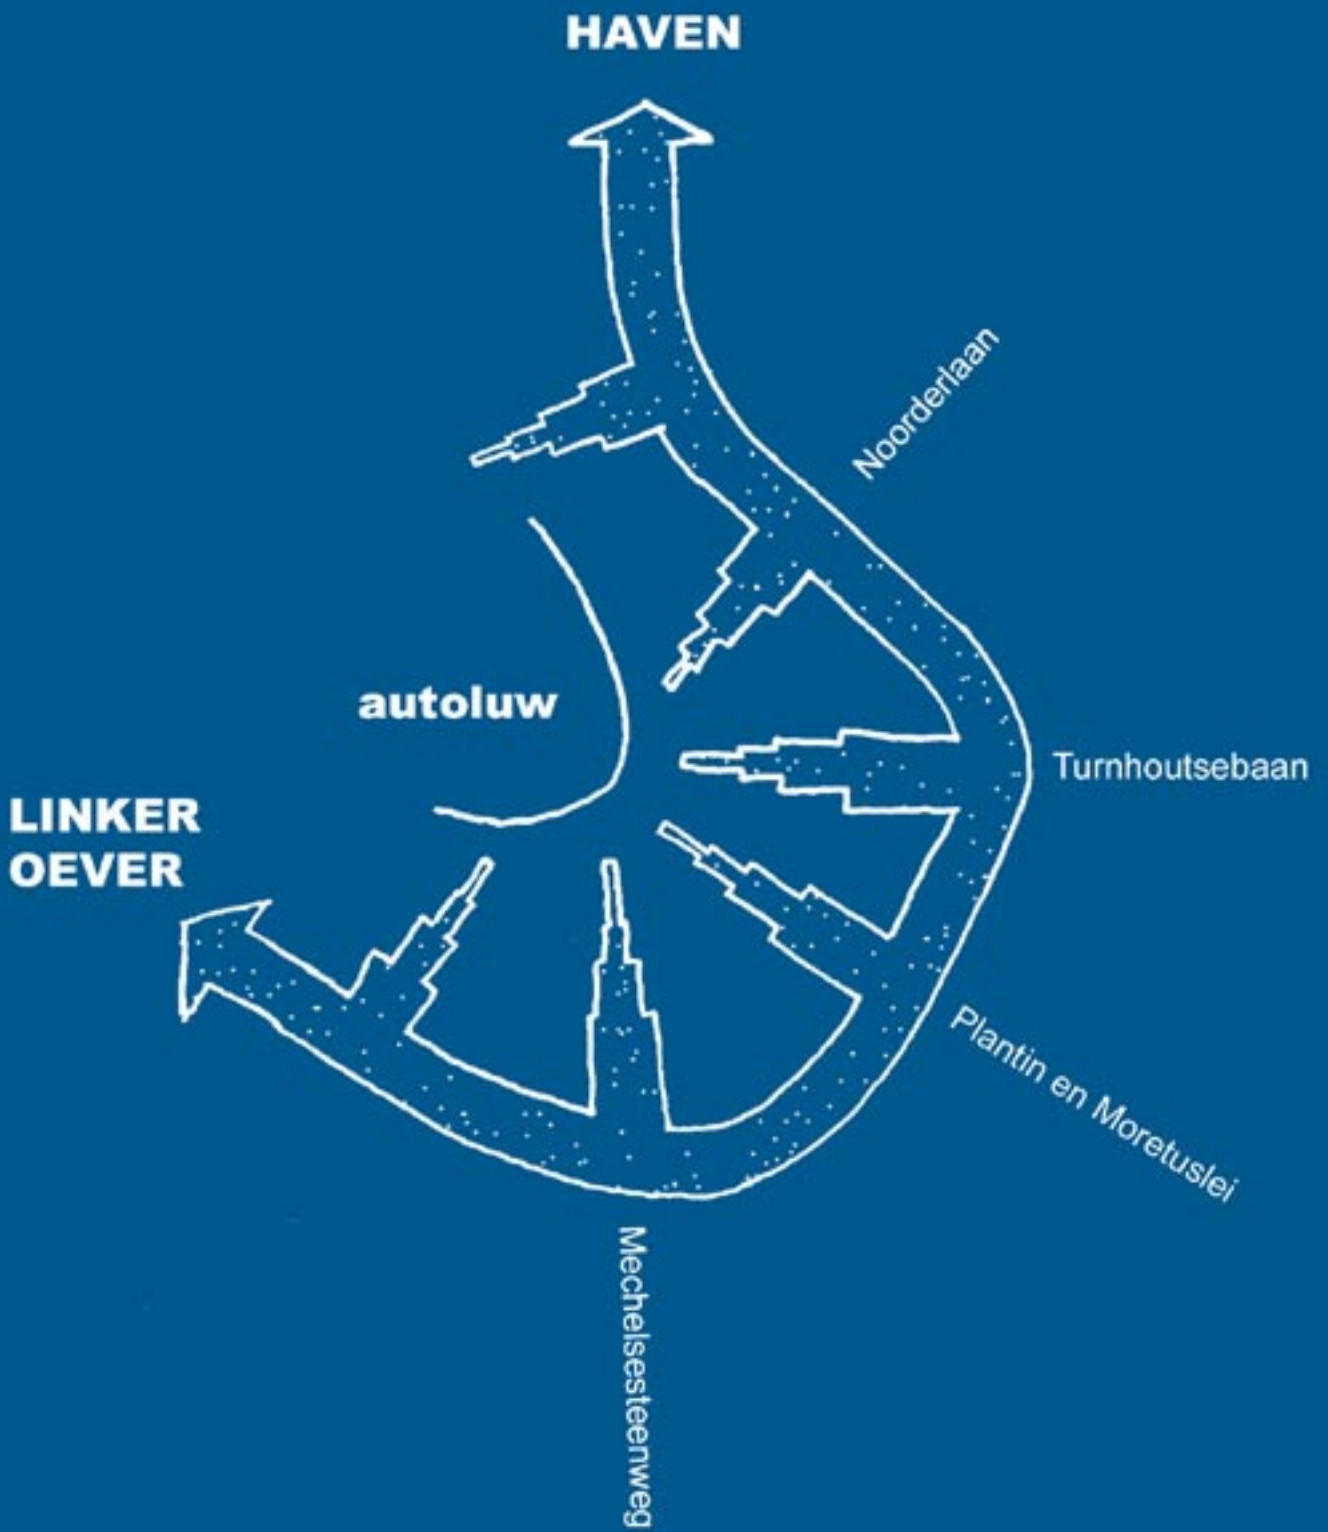 HAVEN
Noorderlaan
autoluw
Turnhoutsebaan
LINKER
OEVER
Plantin en Moretuslei
Mechelsesteenweg